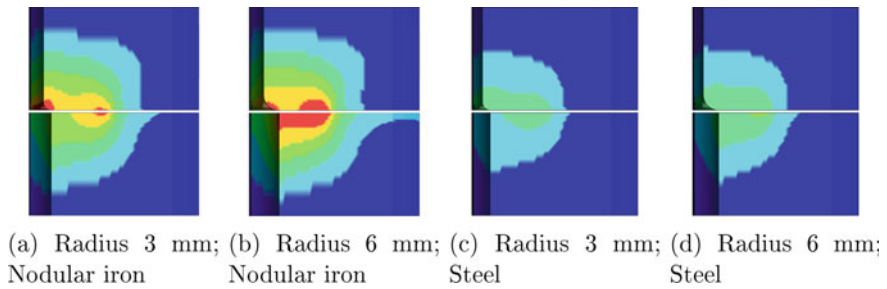 (a) Radius 3 mm; (b) Radius 6 mm; (c) Radius 3 mm; (d) Radius 6 mm;
Nodular iron Nodular iron Steel Steel